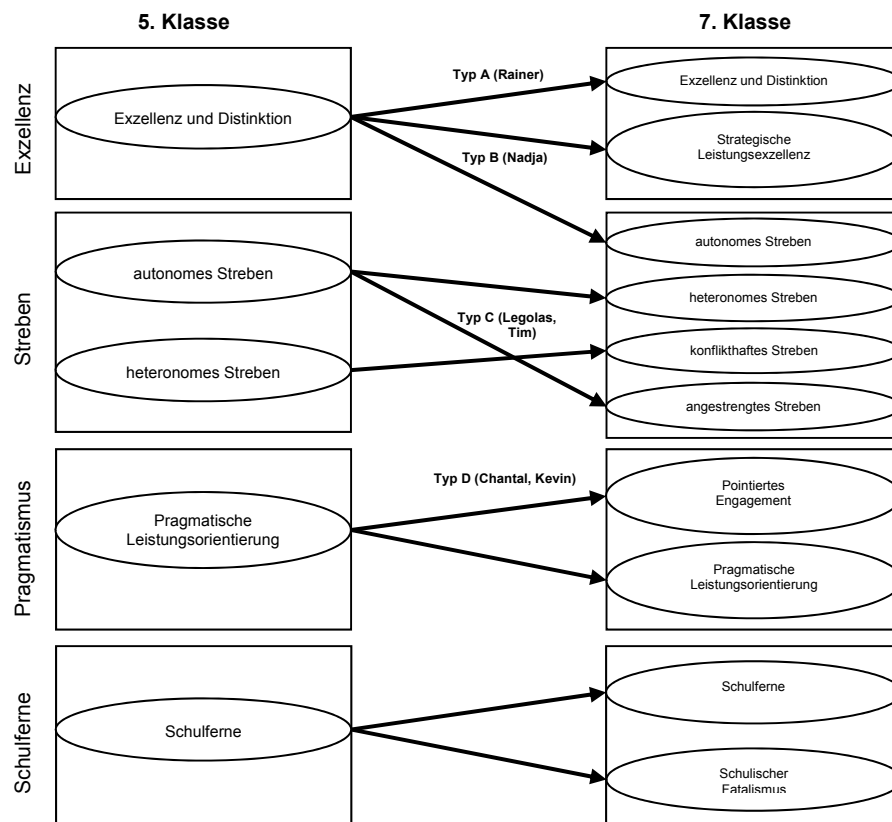 5. Klasse
7. Klasse
Exzellenz
Exzellenz und Distinktion
Typ A (Rainer)
Typ B (Nadja)
Exzellenz und Distinktion
Strategische
Leistungsexzellenz
Streben
autonomes Streben
heteronomes Streben
Typ C (Legolas,
Tim)
autonomes Streben
heteronomes Streben
konflikthaftes Streben
angestrengtes Streben
Pragmatismus
Pragmatische
Leistungsorientierung
Typ D (Chantal, Kevin)
Pointiertes
Engagement
Pragmatische
Leistungsorientierung
Schulferne
Schulferne
Schulferne
Schulischer
Fatalismus